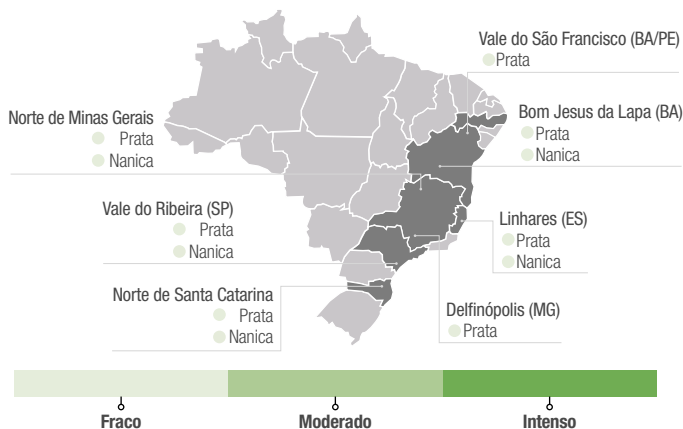 Vale do São Francisco (BA/PE)
Prata
Bom Jesus da Lapa (BA)
Prata
Nanica
Norte de Minas Gerais
Prata
Nanica
Vale do Ribeira (SP)
Prata
Nanica
Linhares (ES)
Prata
Nanica
Norte de Santa Catarina
Prata
Nanica
Delfinópolis (MG)
Prata
Fraco Moderado Intenso